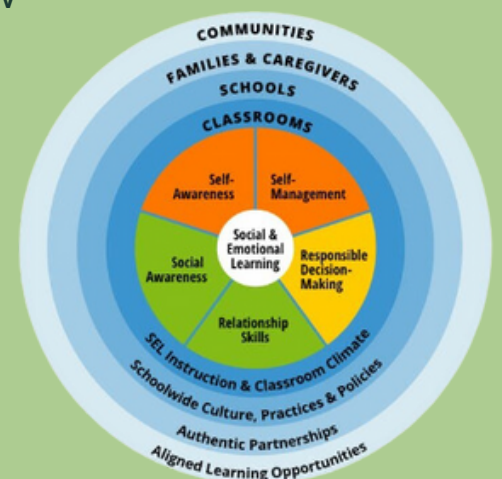 COMMUNITIES
FAMILIES & CAREGIVERS
SCHOOLS
CLASSROOMS
Self-
Awareness
Self-
Management
Social &
Emotional
Learning
Social
Awareness
Responsible
Decision-
Making
Relationship
Skills
SEL Instruction & Classroom Climate
Schoolwide Culture, Practices & Policies
Authentic Partnerships
Aligned Learning Opportunities